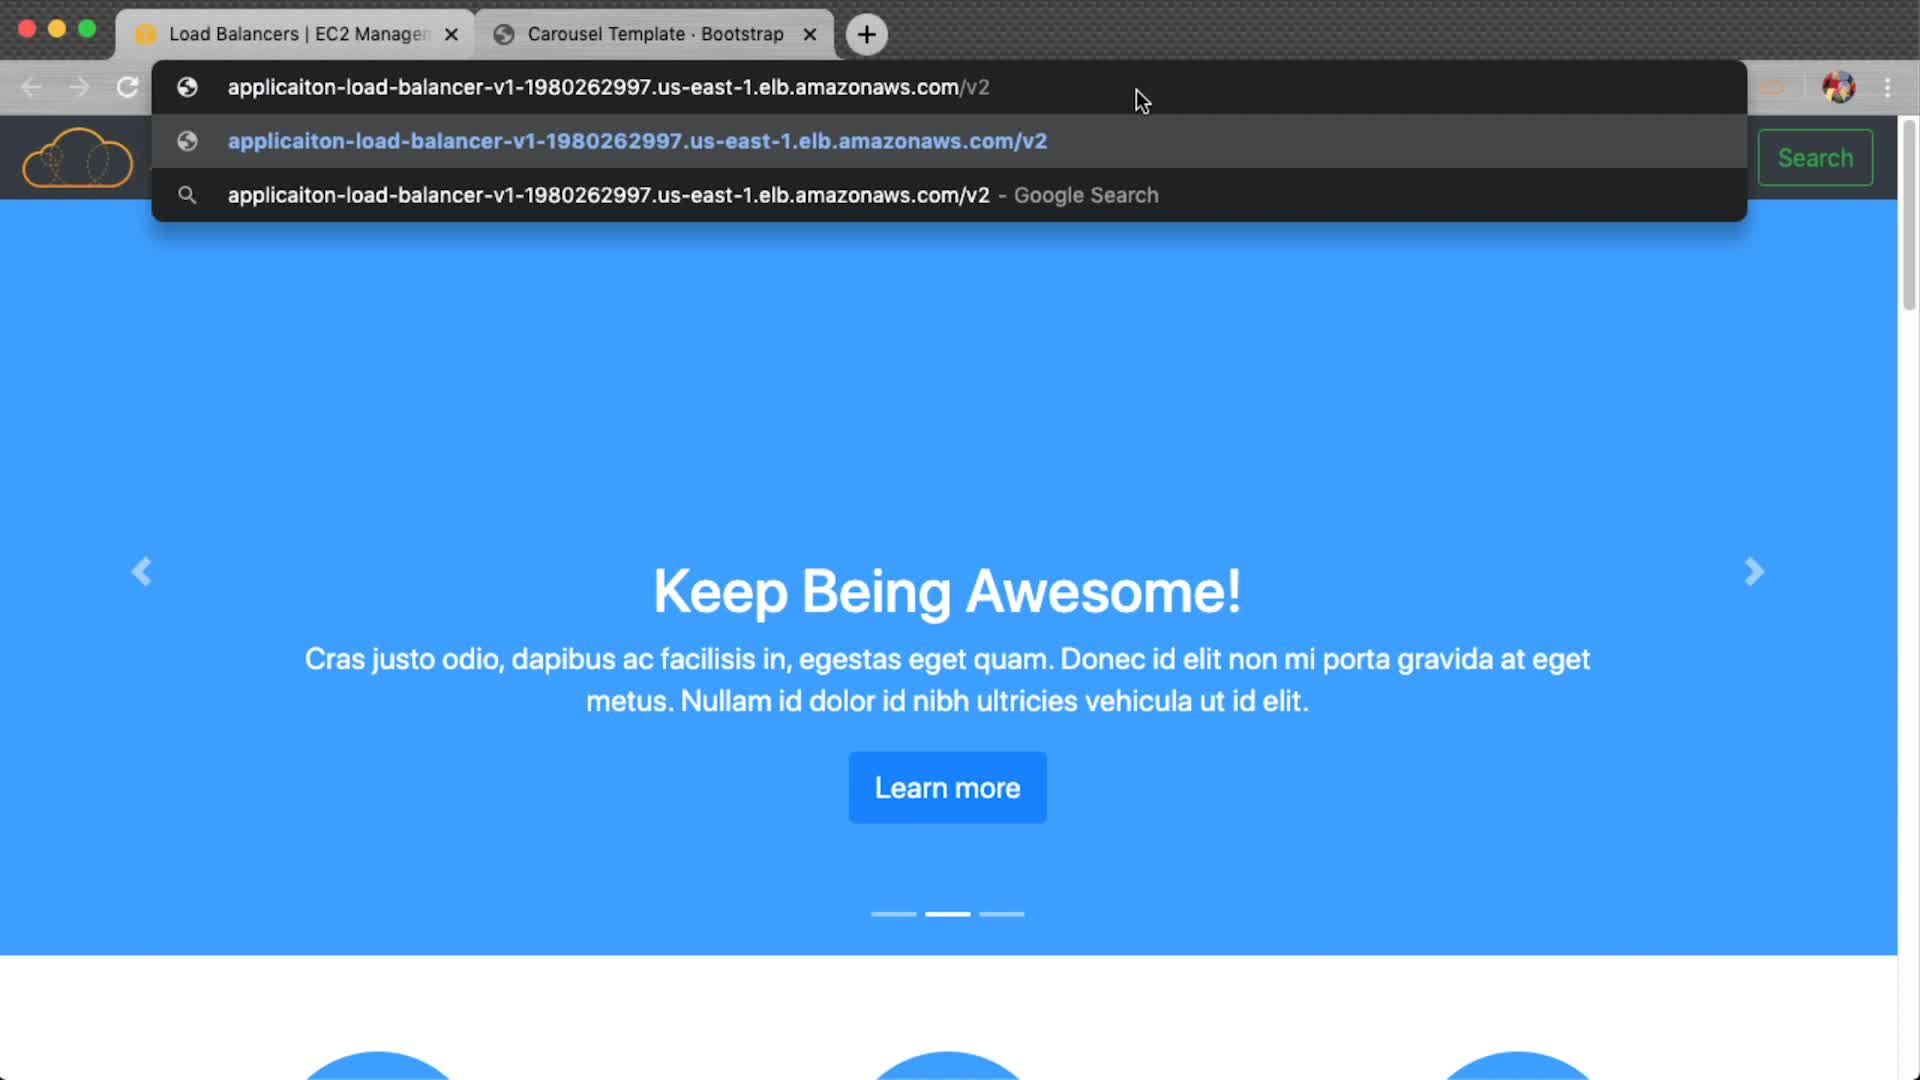 Load Balancers | EC2 Manage
Carousel Template · Bootstrap
applicaiton-load-balancer-v1-1980262997.us-east-1.elb.amazonaws.com/v2
applicaiton-load-balancer-v1-1980262997.us-east-1.elb.amazonaws.com/v2
applicaiton-load-balancer-v1-1980262997.us-east-1.elb.amazonaws.com/v2 - Google Search
Search
Keep Being Awesome!
Cras justo odio, dapibus ac facilisis in, egestas eget quam. Donec id elit non mi porta gravida at eget
metus. Nullam id dolor id nibh ultricies vehicula ut id elit.
Learn more